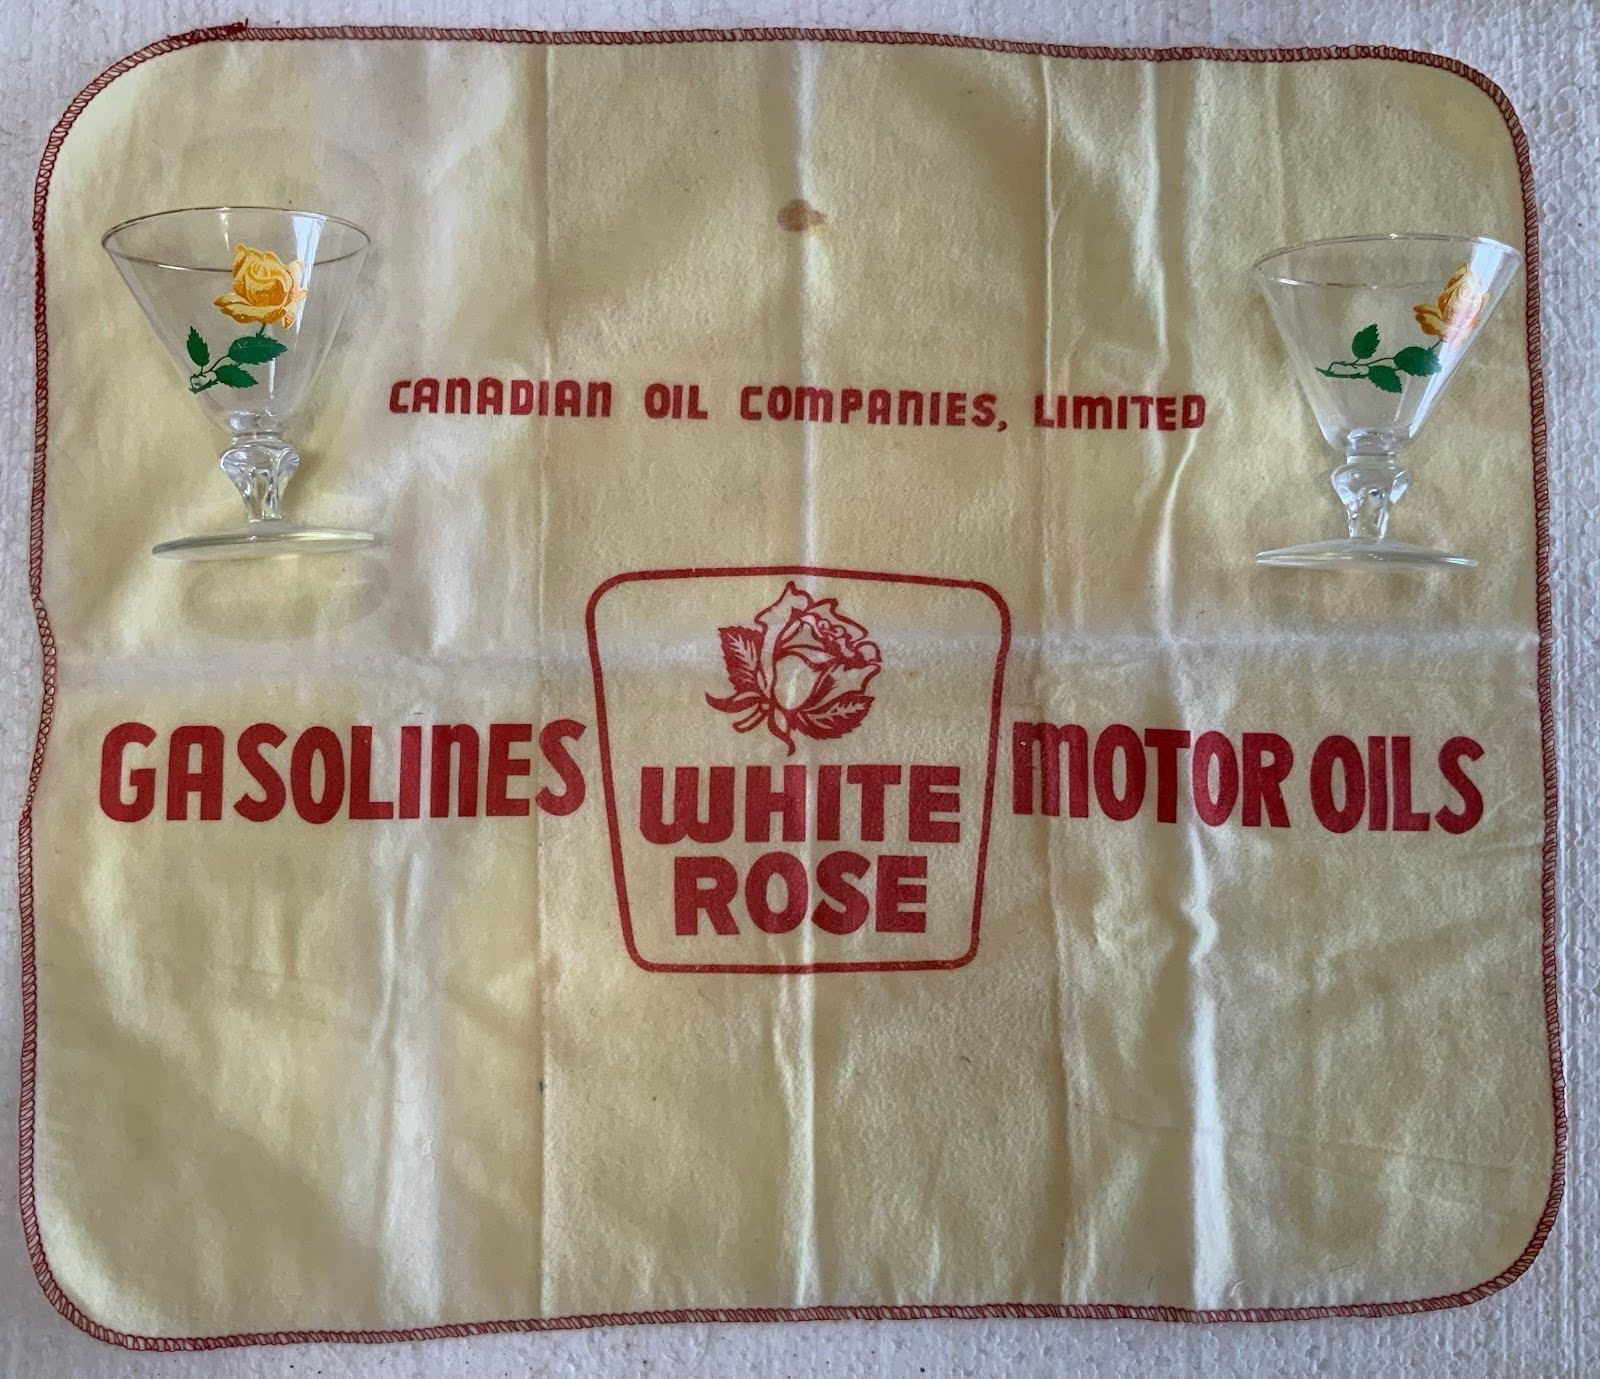 CANADIAN OIL COMPANIES, LIMITED
GASOLINES WHITE ROSE MOTOR OILS